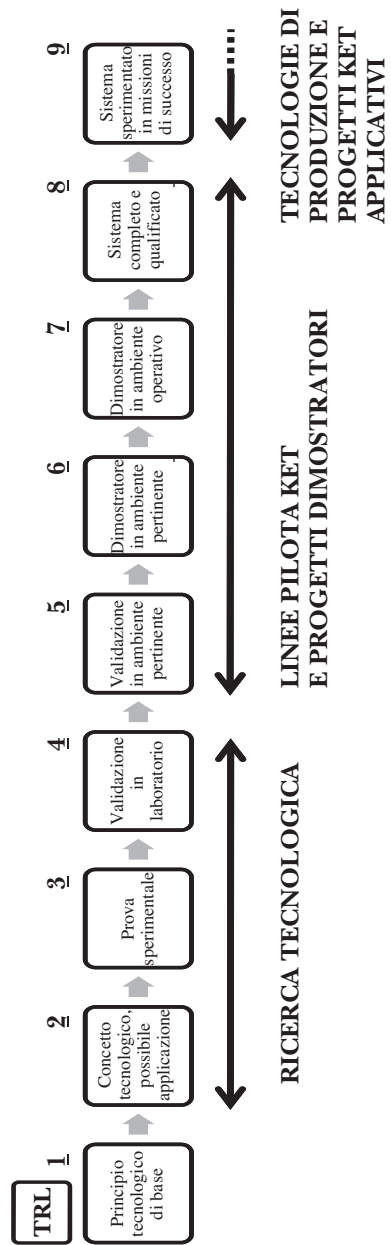 TRL
1
Principio
tecnologico
di base
2
Concetto
tecnologico,
possibile
applicazione
3
Prova
sperimentale
4
Validazione
in
laboratorio
5
Validazione
in ambiente
pertinente
6
Dimostratore
in ambiente
pertinente
7
Dimostratore
in ambiente
operativo
8
Sistema
completo e
qualificato
9
Sistema
sperimentato
in missioni
di successo
RICERCA TECNOLOGICA
LINEE PILOTA KET
E PROGETTI DIMOSTRATORI
TECNOLOGIE DI
PRODUZIONE E
PROGETTI KET
APPLICATIVI